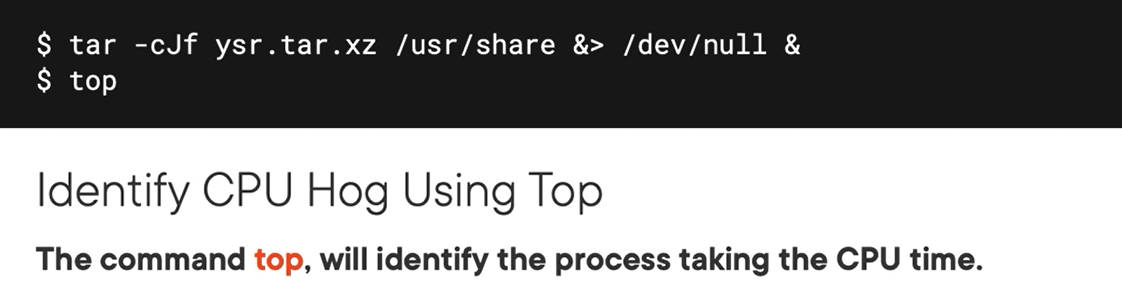 $ tar -cJf ysr.tar.xz /usr/share &> /dev/null &
$ top
Identify CPU Hog Using Top
The command top, will identify the process taking the CPU time.